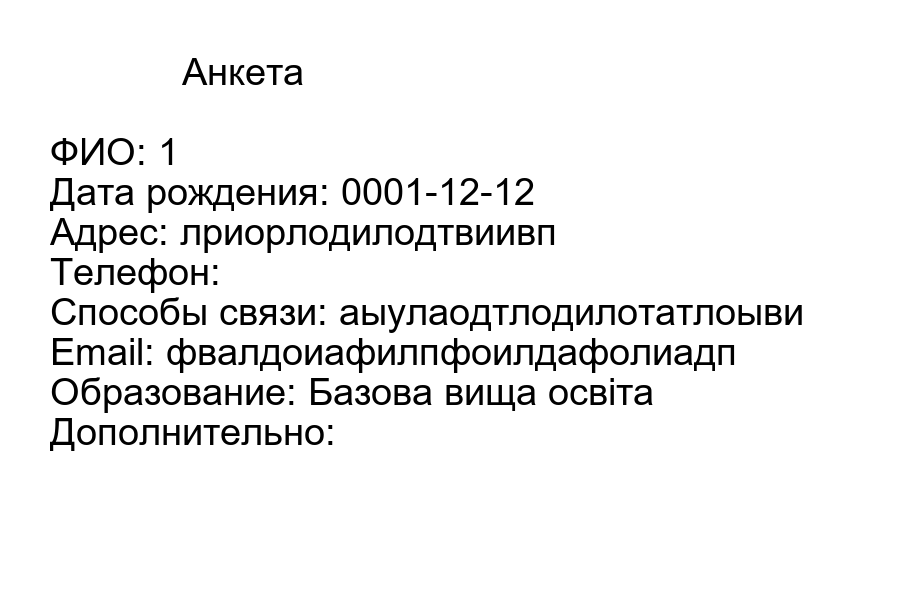 Анкета
ФИО: 1
Дата рождения: 0001-12-12
Адрес: лриорлодилодтвиивп
Телефон:
Способы связи: аыулаодтлодилотатлоыви
Email: фвалдоиафилпфоилдафолиадп
Образование: Базова вища освіта
Дополнительно: